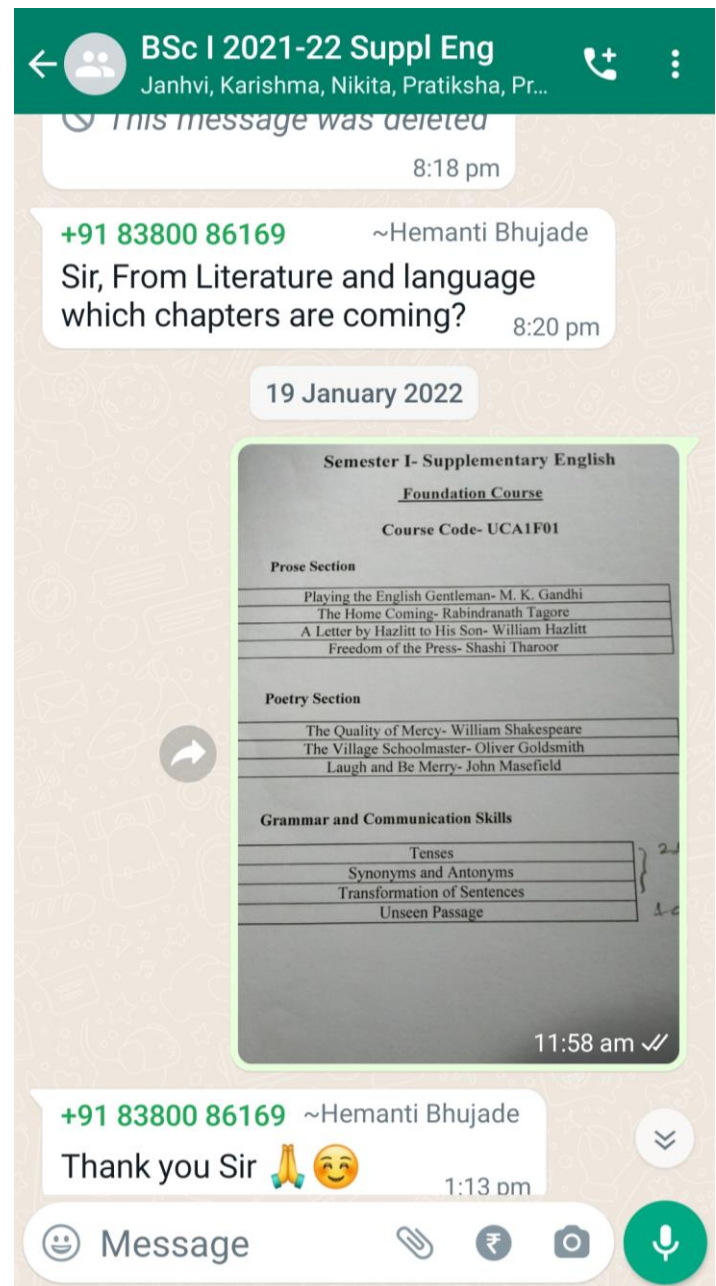 BSc I 2021-22 Suppl Eng
Janhvi, Karishma, Nikita, Pratiksha, Pr...
This message was deleted
8:18 pm
+91 83800 86169 ~Hemanti Bhujade
Sir, From Literature and language
which chapters are coming? 8:20 pm
19 January 2022
Semester I- Supplementary English
Foundation Course
Course Code- UCA1F01
Prose Section
Playing the English Gentleman- M. K. Gandhi
The Home Coming- Rabindranath Tagore
A Letter by Hazlitt to His Son- William Hazlitt
Freedom of the Press- Shashi Tharoor
Poetry Section
The Quality of Mercy- William Shakespeare
The Village Schoolmaster- Oliver Goldsmith
Laugh and Be Merry- John Masefield
Grammar and Communication Skills
Tenses
Synonyms and Antonyms
Transformation of Sentences
Unseen Passage
11:58 am
+91 83800 86169 ~Hemanti Bhujade
Thank you Sir 🙏☺️
1:13 pm
Message
₹